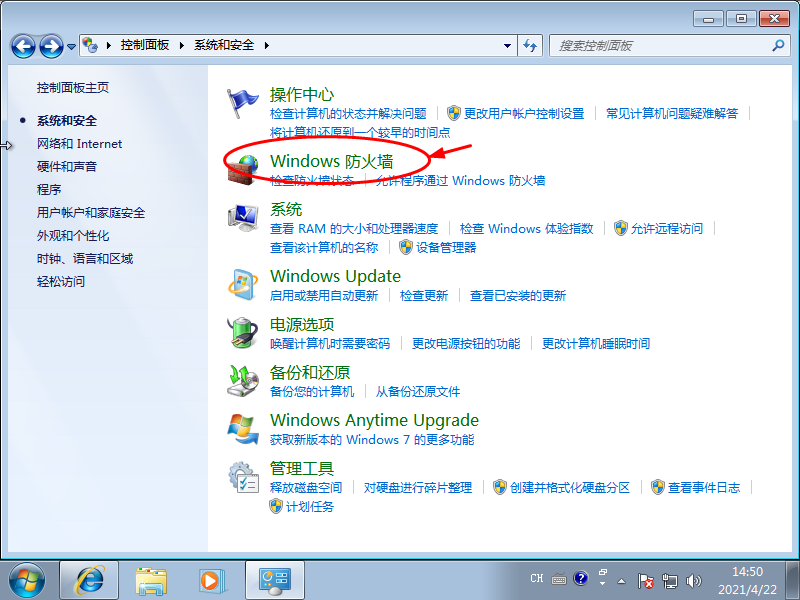 控制面板 系统和安全 搜索控制面板
控制面板主页
系统和安全
网络和 Internet
硬件和声音
程序
用户帐户和家庭安全
外观和个性化
时钟、语言和区域
轻松访问
操作中心
检查计算机的状态并解决问题 更改用户帐户控制设置 常见计算机问题疑难解答
将计算机还原到一个较早的时间点
Windows 防火墙
检查防火墙状态 允许程序通过 Windows 防火墙
系统
查看 RAM 的大小和处理器速度 检查 Windows 体验指数 允许远程访问
查看该计算机的名称 设备管理器
Windows Update
启用或禁用自动更新 检查更新 查看已安装的更新
电源选项
唤醒计算机时需要密码 更改电源按钮的功能 更改计算机睡眠时间
备份和还原
备份您的计算机 从备份还原文件
Windows Anytime Upgrade
获取新版本的 Windows 7 的更多功能
管理工具
释放磁盘空间 对硬盘进行碎片整理 创建并格式化硬盘分区 查看事件日志
计划任务
CH 14:50
2021/4/22